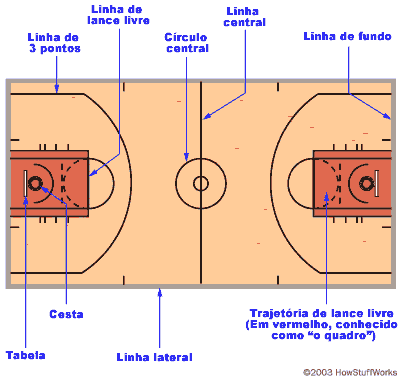 Linha de
3 pontos
Linha de
lance livre
Círculo
central
Linha
central
Linha de fundo
Tabela
Cesta
Linha lateral
Trajetória de lance livre
(Em vermelho, conhecido
como “o quadro”)
©2003 HowStuffWorks